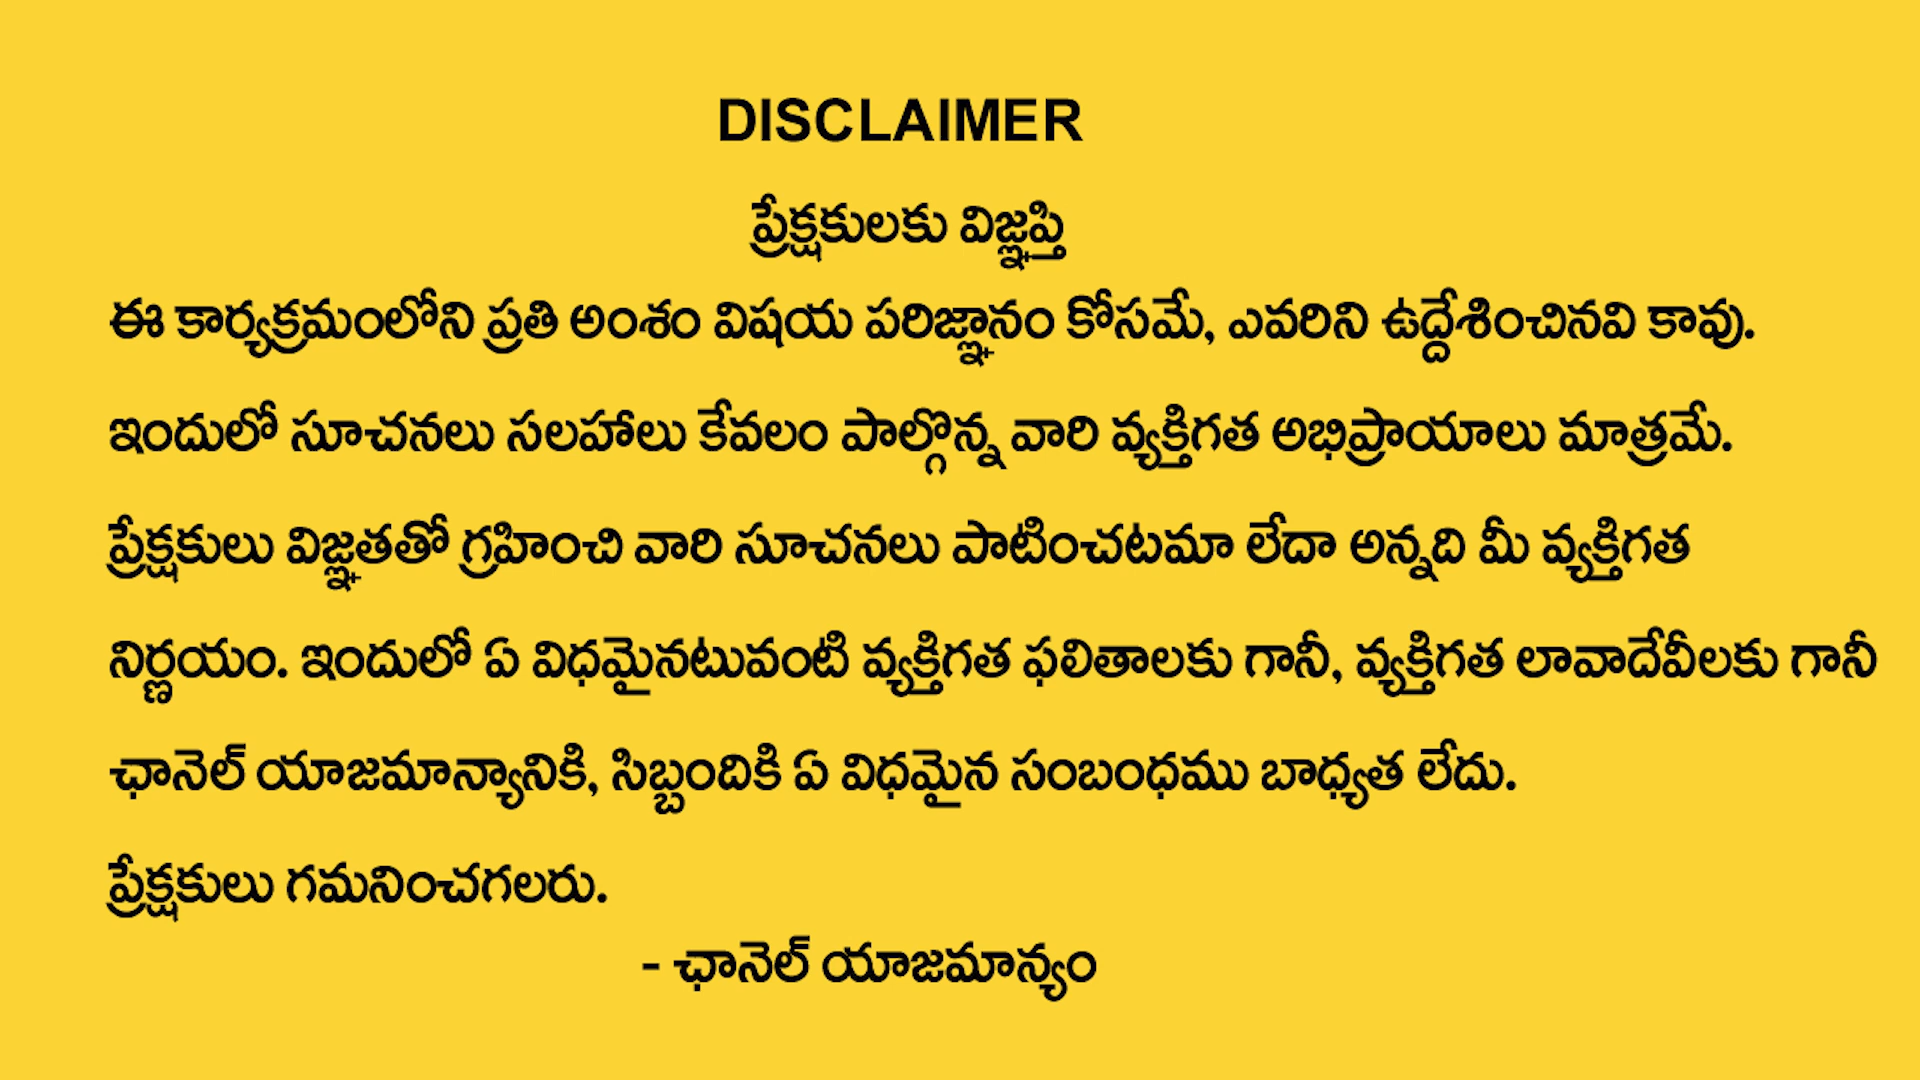 DISCLAIMER
ప్రేక్షకులకు విజ్ఞప్తి
ఈ కార్యక్రమంలోని ప్రతి అంశం విషయ పరిజ్ఞానం కోసమే, ఎవరిని ఉద్దేశించినవి కావు.
ఇందులో సూచనలు సలహాలు కేవలం పాల్గొన్న వారి వ్యక్తిగత అభిప్రాయాలు మాత్రమే.
ప్రేక్షకులు విజ్ఞతతో గ్రహించి వారి సూచనలు పాటించటమా లేదా అన్నది మీ వ్యక్తిగత
నిర్ణయం. ఇందులో ఏ విధమైనటువంటి వ్యక్తిగత ఫలితాలకు గానీ, వ్యక్తిగత లావాదేవీలకు గానీ
ఛానెల్ యాజమాన్యానికి, సిబ్బందికి ఏ విధమైన సంబంధము బాధ్యత లేదు.
ప్రేక్షకులు గమనించగలరు.
- ఛానెల్ యాజమాన్యం